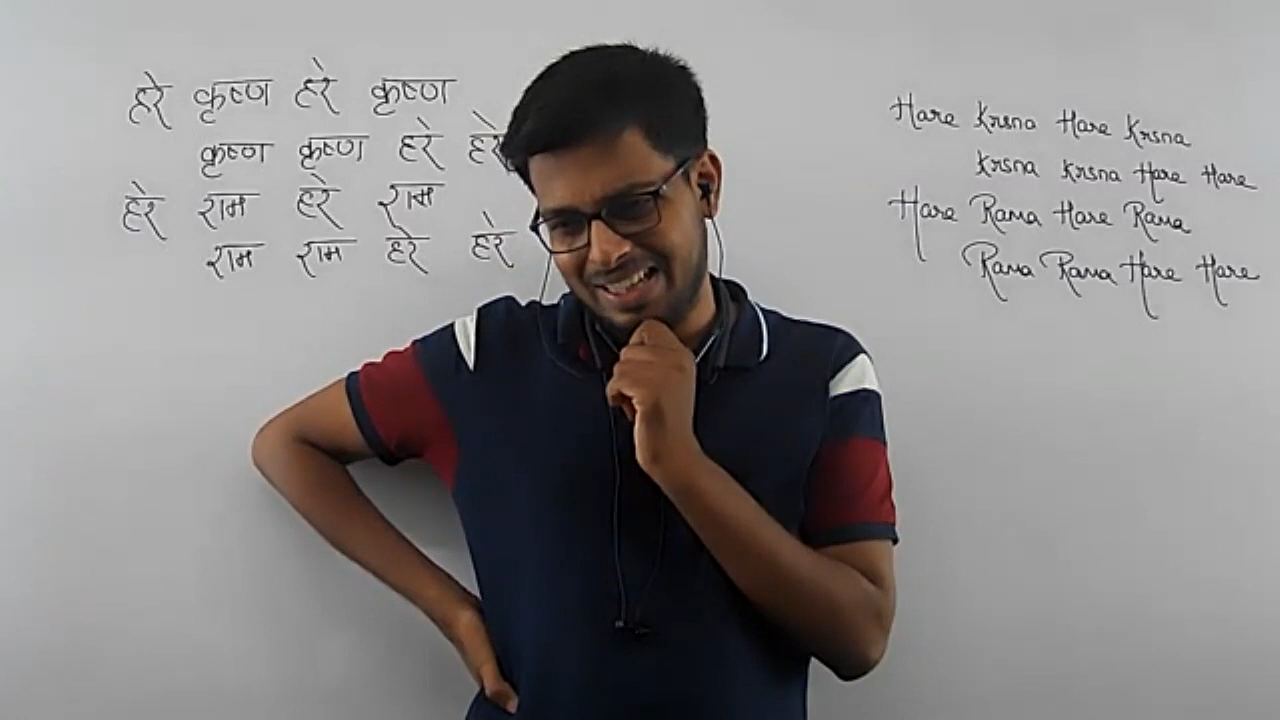 हरे कृष्ण हरे कृष्ण
कृष्ण कृष्ण हरे हरे
हरे राम हरे राम
राम राम हरे हरे
Hare Krsna Hare Krsna
Krsna Krsna Hare Hare
Hare Rama Hare Rama
Rama Rama Hare Hare